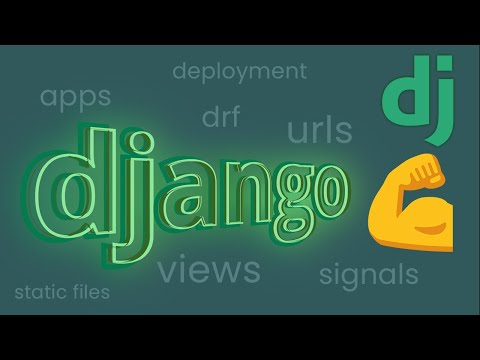 deployment
dj
apps
drf
urls
django
views
signals
static files